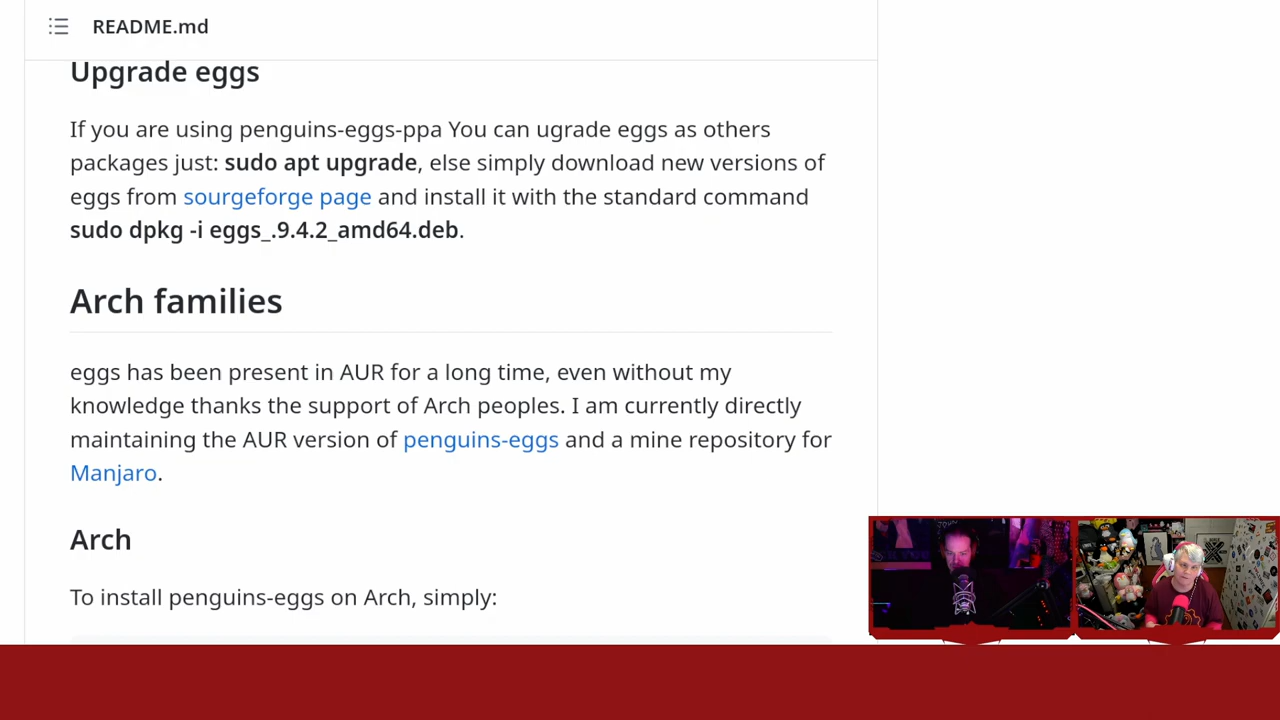 README.md
Upgrade eggs
If you are using penguins-eggs-ppa You can ugrade eggs as others
packages just: sudo apt upgrade, else simply download new versions of
eggs from sourgeforge page and install it with the standard command
sudo dpkg -i eggs_.9.4.2_amd64.deb.
Arch families
eggs has been present in AUR for a long time, even without my
knowledge thanks the support of Arch peoples. I am currently directly
maintaining the AUR version of penguins-eggs and a mine repository for
Manjaro.
Arch
To install penguins-eggs on Arch, simply: